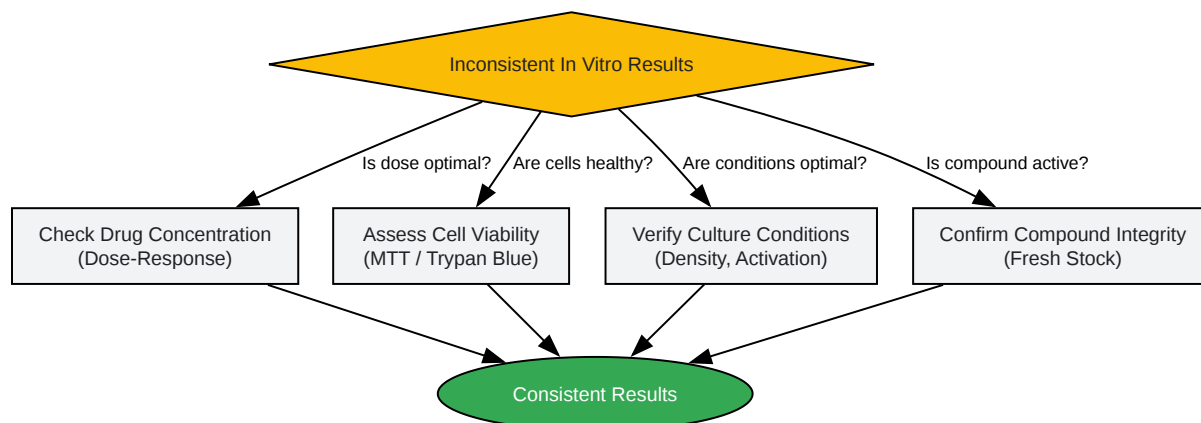 Inconsistent In Vitro Results
Is dose optimal?
Are cells healthy?
Are conditions optimal?
Is compound active?
Check Drug Concentration
(Dose-Response)
Assess Cell Viability
(MTT / Trypan Blue)
Verify Culture Conditions
(Density, Activation)
Confirm Compound Integrity
(Fresh Stock)
Consistent Results